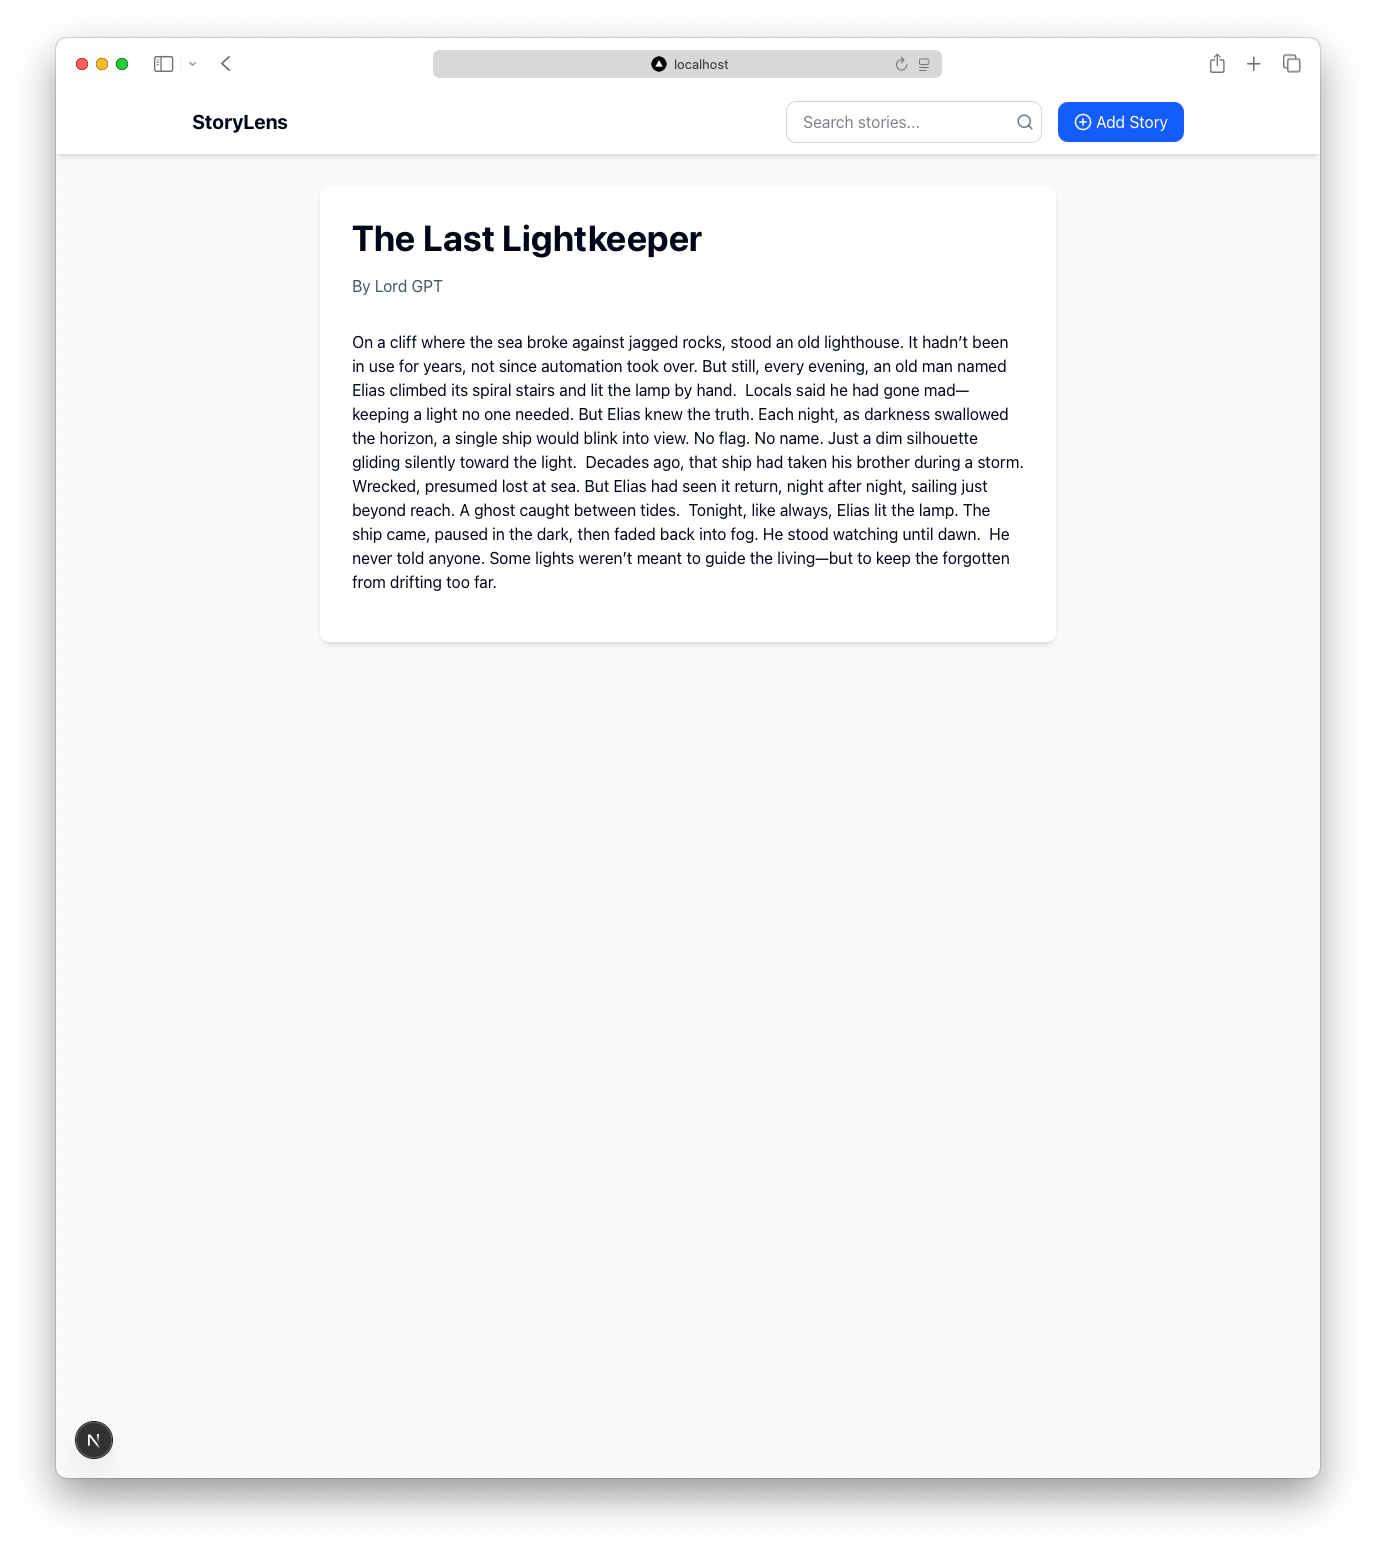 localhost
StoryLens
Search stories...
Add Story
The Last Lightkeeper
By Lord GPT
On a cliff where the sea broke against jagged rocks, stood an old lighthouse. It hadn’t been
in use for years, not since automation took over. But still, every evening, an old man named
Elias climbed its spiral stairs and lit the lamp by hand.  Locals said he had gone mad—
keeping a light no one needed. But Elias knew the truth. Each night, as darkness swallowed
the horizon, a single ship would blink into view. No flag. No name. Just a dim silhouette
gliding silently toward the light.  Decades ago, that ship had taken his brother during a storm.
Wrecked, presumed lost at sea. But Elias had seen it return, night after night, sailing just
beyond reach. A ghost caught between tides.  Tonight, like always, Elias lit the lamp. The
ship came, paused in the dark, then faded back into fog. He stood watching until dawn.  He
never told anyone. Some lights weren’t meant to guide the living—but to keep the forgotten
from drifting too far.
N